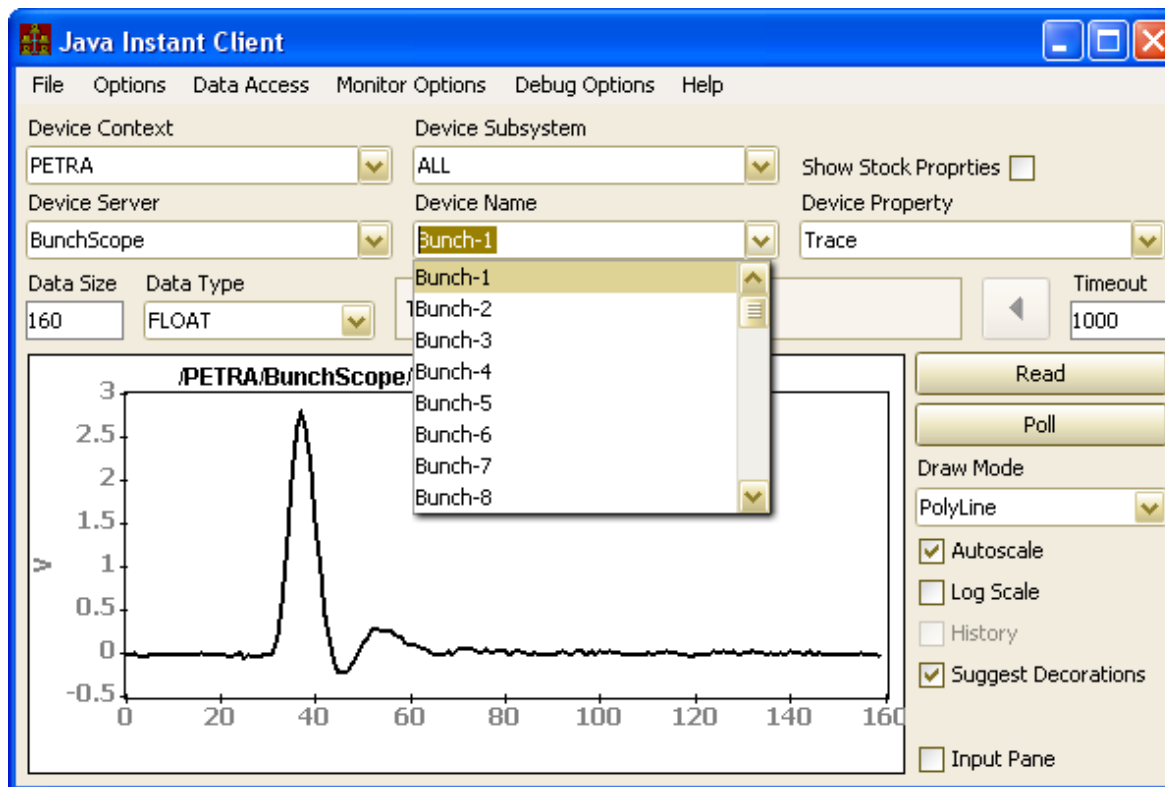 Java Instant Client
File Options Data Access Monitor Options Debug Options Help
Device Context Device Subsystem
PETRA ALL Show Stock Proprties
Device Server Device Name Device Property
BunchScope Bunch-1 Trace
Data Size Data Type Timeout
160 FLOAT 1000
Bunch-1
Bunch-2
Bunch-3
Bunch-4
Bunch-5
Bunch-6
Bunch-7
Bunch-8
/PETRA/BunchScope/
3
2.5
2
1.5
1
0.5
0
-0.5
V
0 20 40 60 80 100 120 140 160
Read
Poll
Draw Mode
PolyLine
Autoscale
Log Scale
History
Suggest Decorations
Input Pane